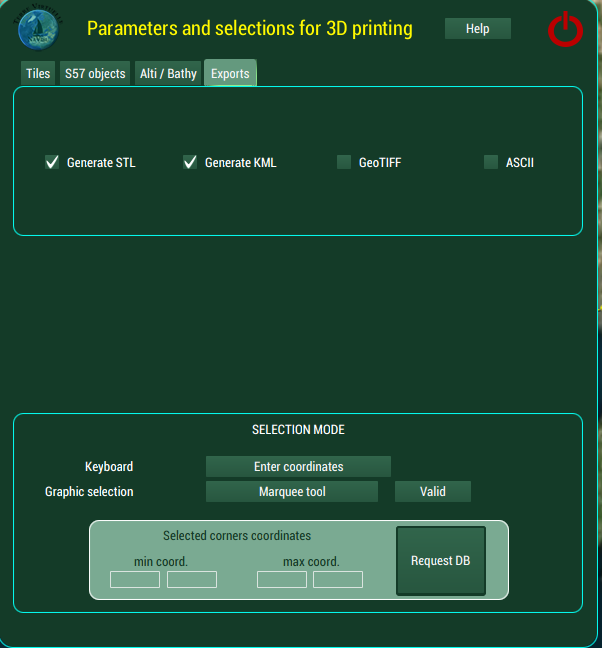 Parameters and selections for 3D printing
Help
Tiles S57 objects Alti / Bathy Exports
Generate STL Generate KML GeoTIFF ASCII
SELECTION MODE
Keyboard Enter coordinates
Graphic selection Marquee tool Valid
Selected corners coordinates
min coord. max coord. Request DB